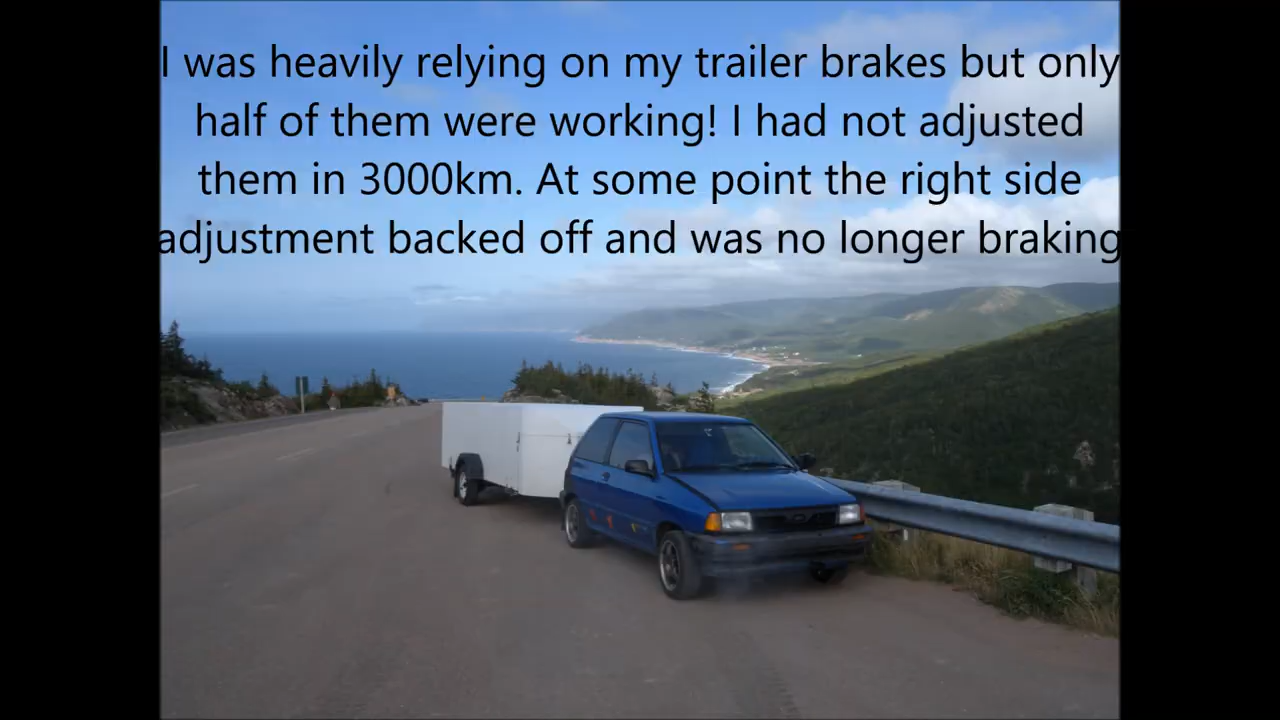 I was heavily relying on my trailer brakes but only
half of them were working! I had not adjusted
them in 3000km. At some point the right side
adjustment backed off and was no longer braking